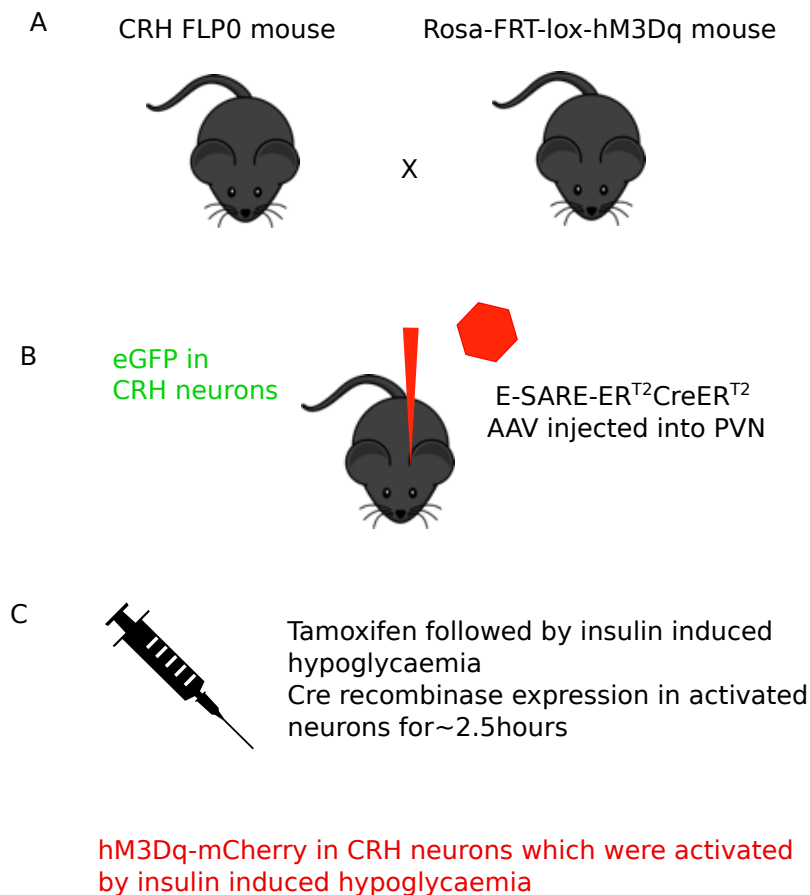 A
CRH FLP0 mouse
Rosa-FRT-lox-hM3Dq mouse
X
B
eGFP in
CRH neurons
E-SARE-ERᵀ²CreERᵀ²
AAV injected into PVN
C
Tamoxifen followed by insulin induced
hypoglycaemia
Cre recombinase expression in activated
neurons for~2.5hours
hM3Dq-mCherry in CRH neurons which were activated
by insulin induced hypoglycaemia